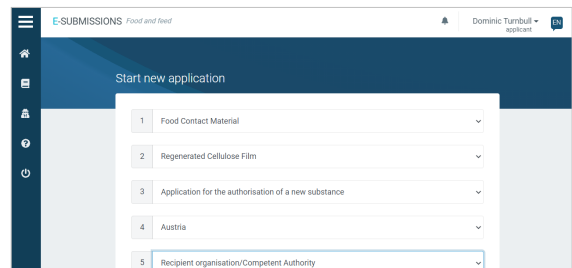 E-SUBMISSIONS Food and feed
Dominic Turnbull
applicant
EN
Start new application
1 Food Contact Material
2 Regenerated Cellulose Film
3 Application for the authorisation of a new substance
4 Austria
5 Recipient organisation/Competent Authority